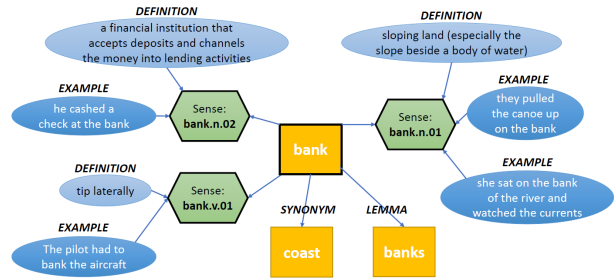 DEFINITION
a financial institution that
accepts deposits and channels
the money into lending activities
EXAMPLE
he cashed a
check at the bank
Sense:
bank.n.02
DEFINITION
sloping land (especially the
slope beside a body of water)
EXAMPLE
they pulled
the canoe up
on the bank
Sense:
bank.n.01
EXAMPLE
she sat on the bank
of the river and
watched the currents
bank
DEFINITION
tip laterally
Sense:
bank.v.01
EXAMPLE
The pilot had to
bank the aircraft
SYNONYM
coast
LEMMA
banks